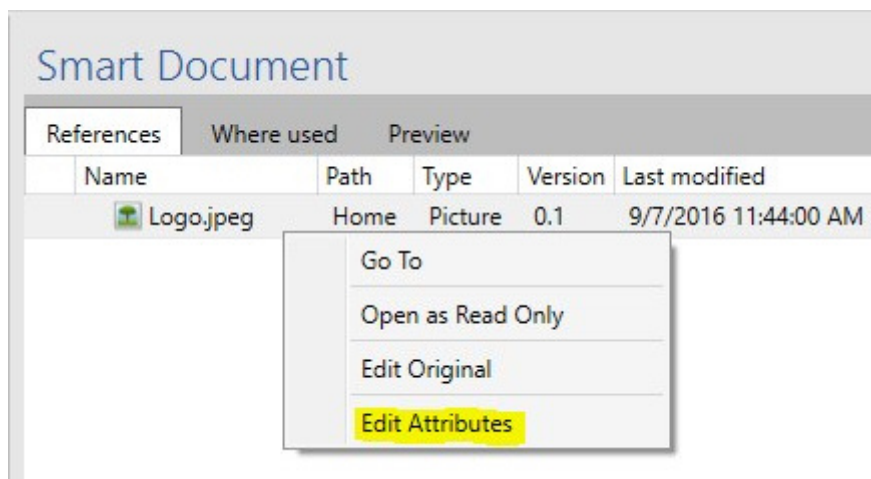 Smart Document
References Where used Preview
Name Path Type Version Last modified
Logo.jpeg Home Picture 0.1 9/7/2016 11:44:00 AM
Go To
Open as Read Only
Edit Original
Edit Attributes